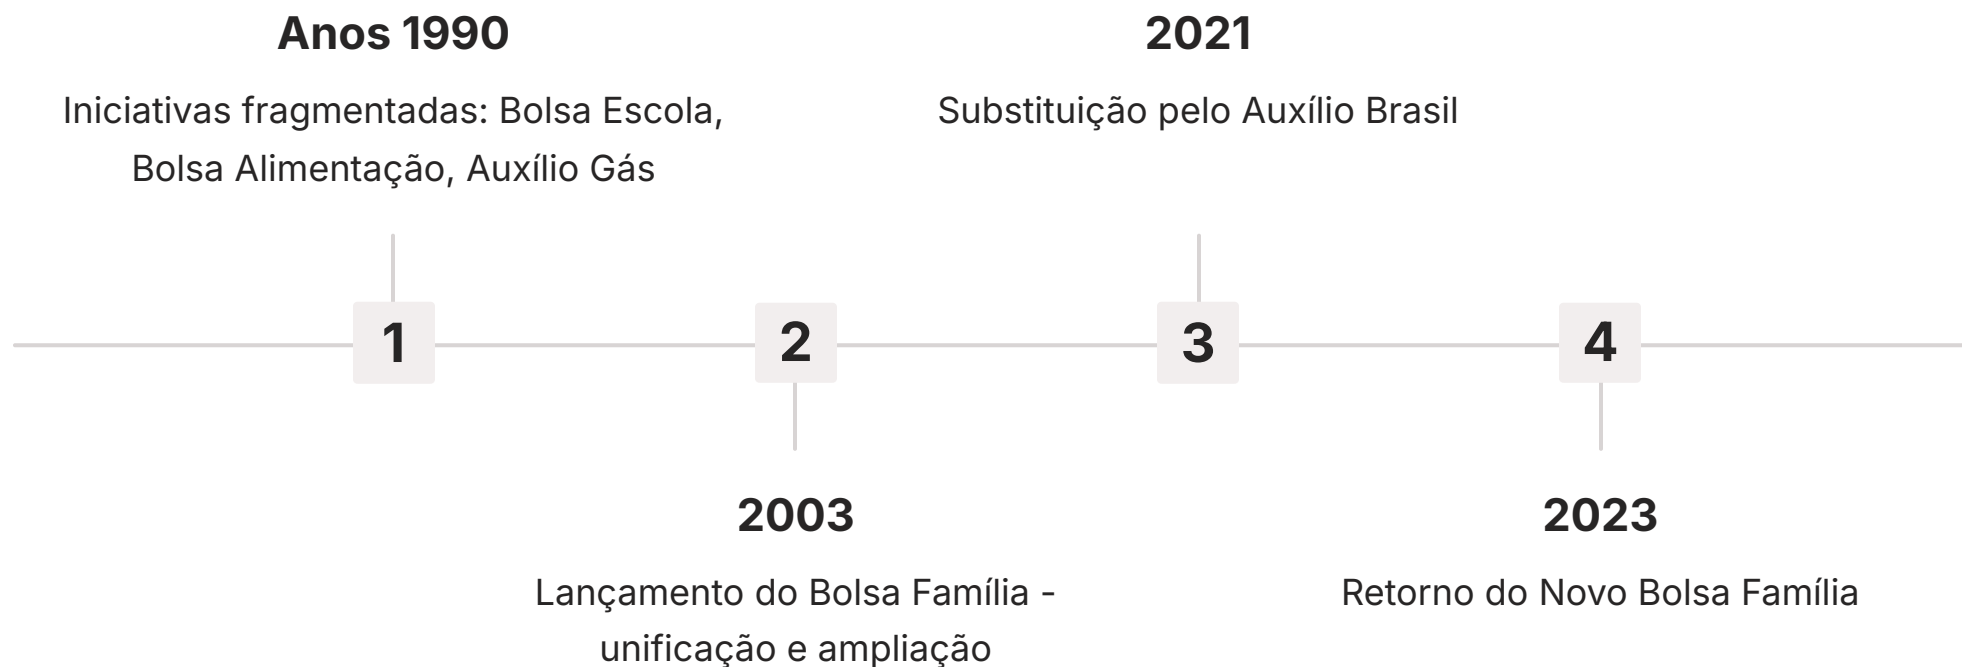 Anos 1990
Iniciativas fragmentadas: Bolsa Escola,
Bolsa Alimentação, Auxílio Gás
1
2003
Lançamento do Bolsa Família -
unificação e ampliação
2
2021
Substituição pelo Auxílio Brasil
3
2023
Retorno do Novo Bolsa Família
4